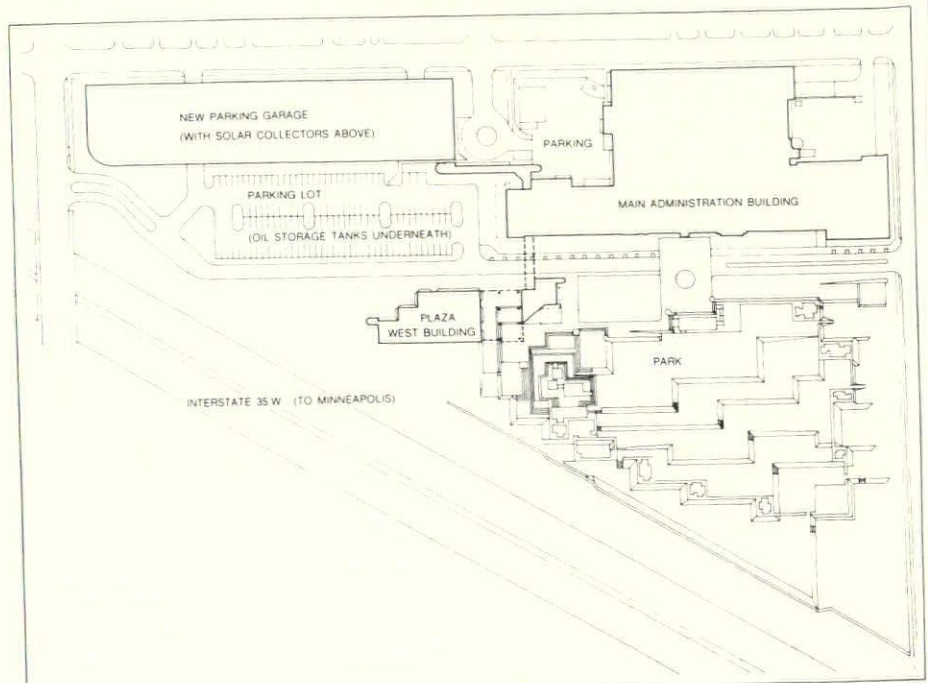 NEW PARKING GARAGE
(WITH SOLAR COLLECTORS ABOVE)
PARKING
PARKING LOT
MAIN ADMINISTRATION BUILDING
(OIL STORAGE TANKS UNDERNEATH)
PLAZA
WEST BUILDING
PARK
INTERSTATE 35 W (TO MINNEAPOLIS)